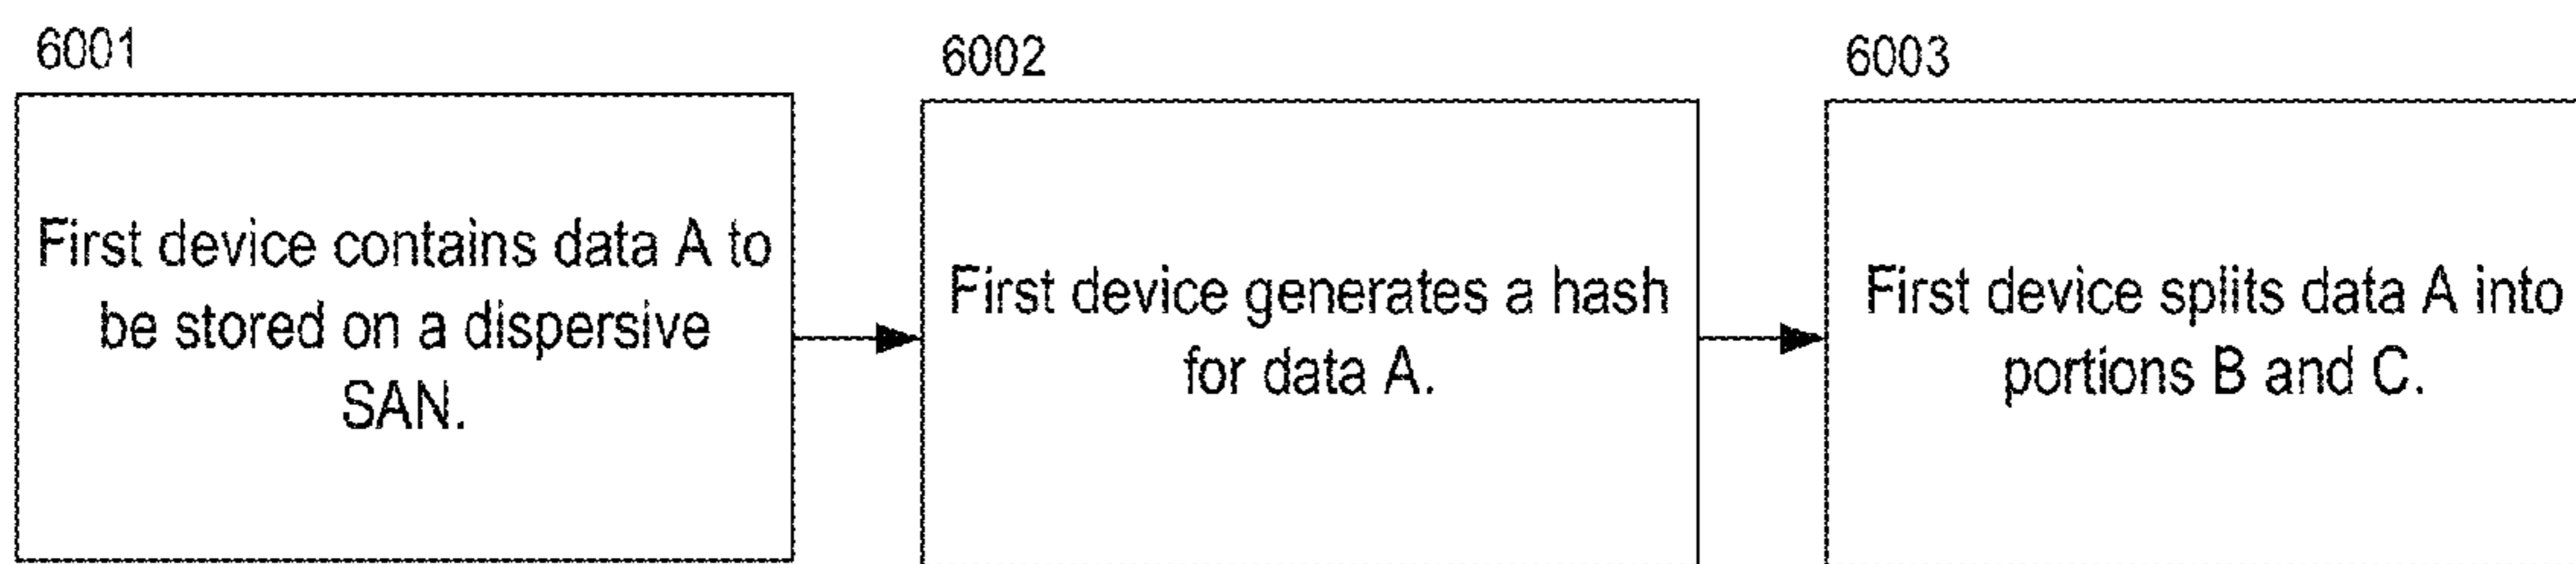 6001
First device contains data A to
be stored on a dispersive
SAN.
6002
First device generates a hash
for data A.
6003
First device splits data A into
portions B and C.